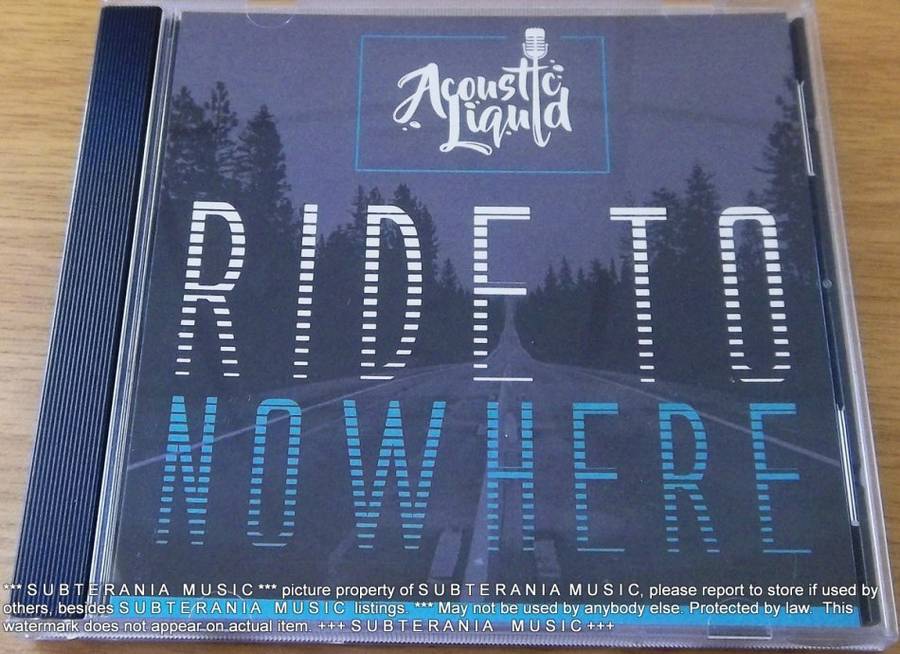 Acoustic
Liquid
RIDE TO
NOWHERE
*** S U B T E R A N I A   M U S I C *** picture property of S U B T E R A N I A M U S I C, please report to store if used by
others, besides S U B T E R A N I A   M U S I C listings. *** May not be used by anybody else. Protected by law.  This
watermark does not appear on actual item. +++ S U B T E R A N I A   M U S I C +++